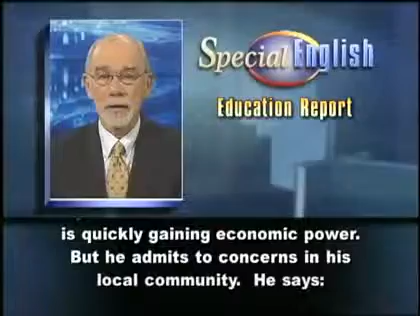 Special English
Education Report
is quickly gaining economic power.
But he admits to concerns in his
local community. He says: